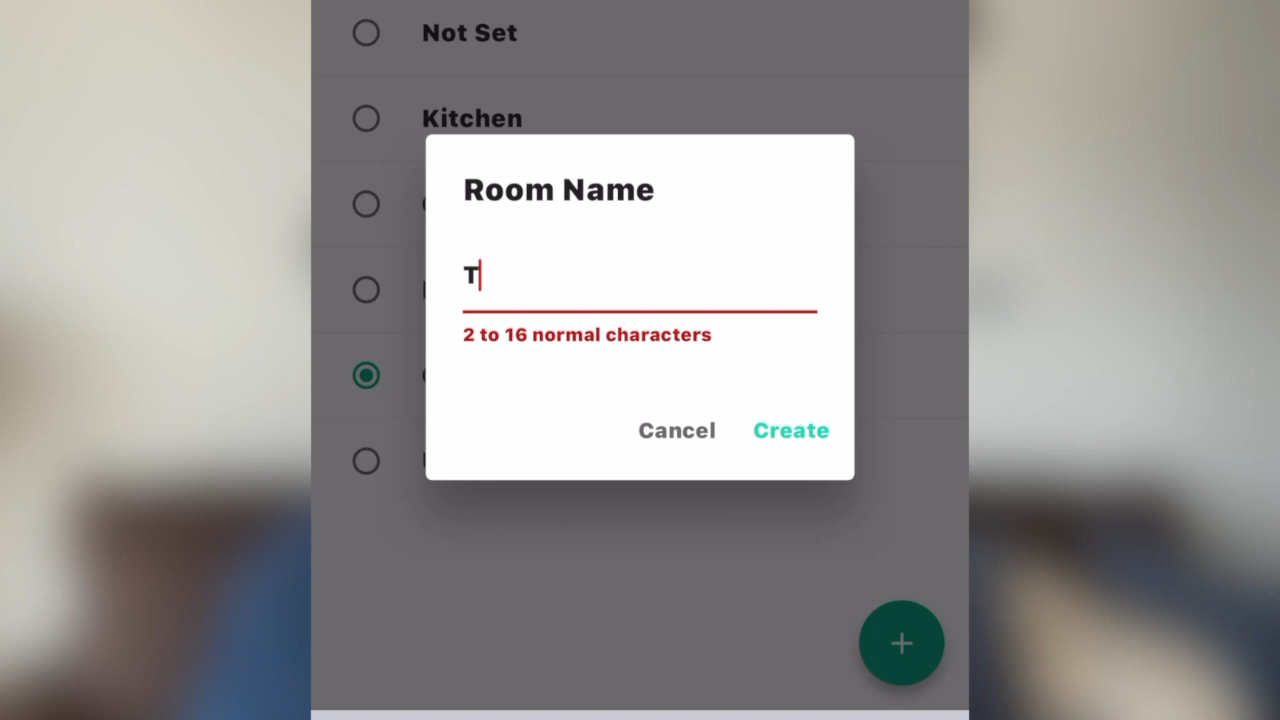 Not Set
Kitchen
Room Name
T
2 to 16 normal characters
Cancel
Create
+